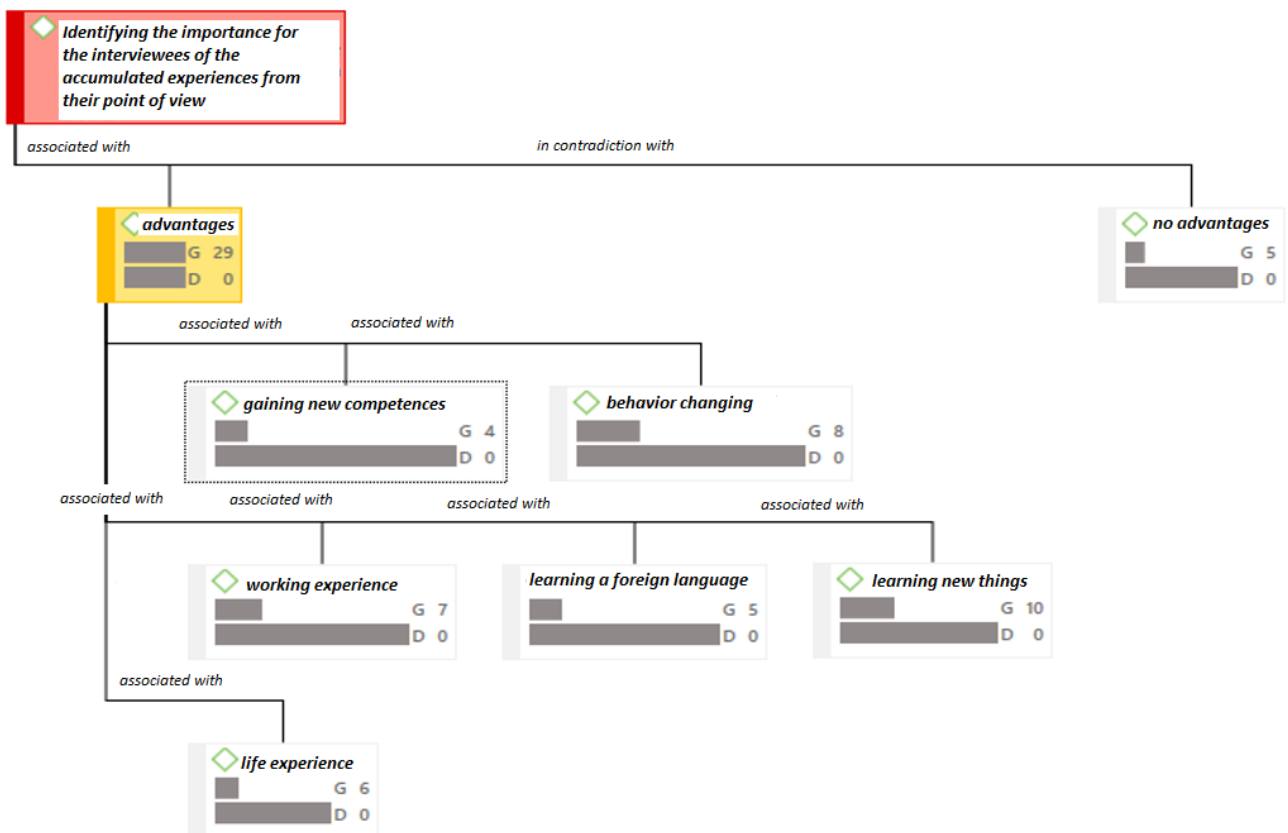 Identifying the importance for
the interviewees of the
accumulated experiences from
their point of view
associated with
in contradiction with
advantages
G 29
D 0
no advantages
G 5
D 0
associated with
associated with
gaining new competences
G 4
D 0
behavior changing
G 8
D 0
associated with
associated with
associated with
associated with
working experience
G 7
D 0
learning a foreign language
G 5
D 0
learning new things
G 10
D 0
associated with
life experience
G 6
D 0